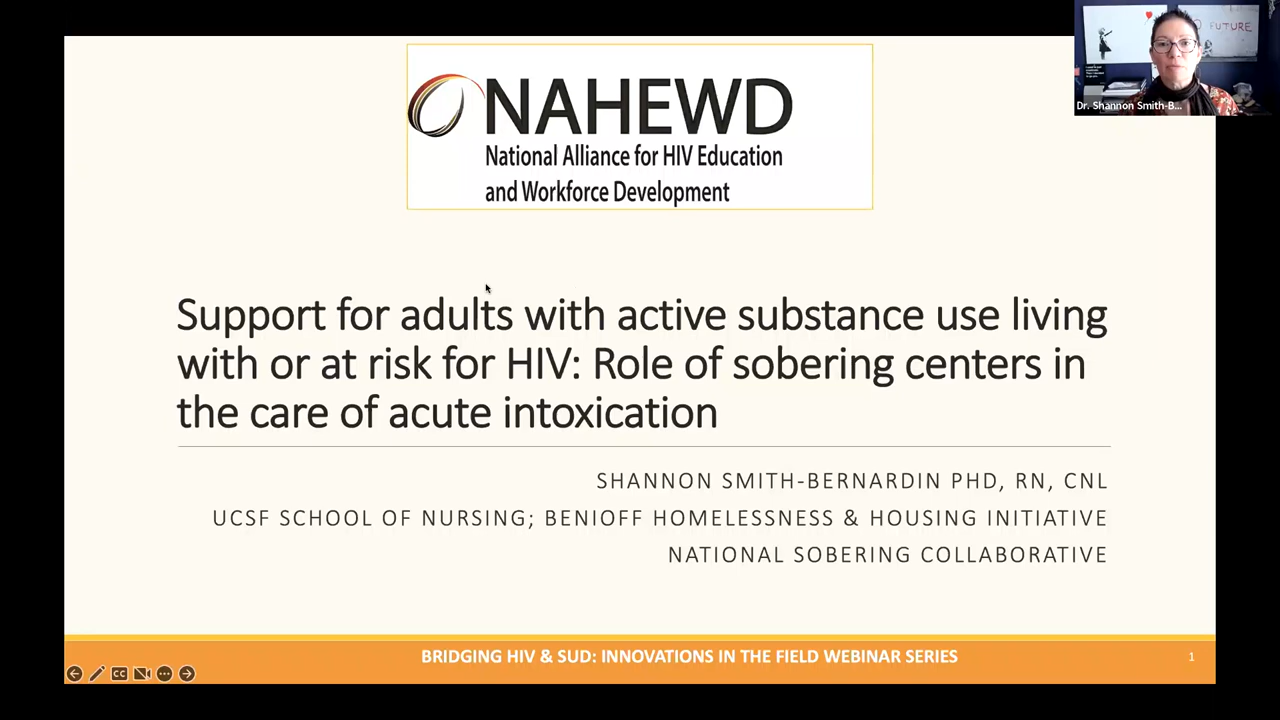 NAHEWD
National Alliance for HIV Education
and Workforce Development
FUTURE
Dr. Shannon Smith-B...
Support for adults with active substance use living
with or at risk for HIV: Role of sobering centers in
the care of acute intoxication
SHANNON SMITH-BERNARDIN PHD, RN, CNL
UCSF SCHOOL OF NURSING; BENIOFF HOMELESSNESS & HOUSING INITIATIVE
NATIONAL SOBERING COLLABORATIVE
BRIDGING HIV & SUD: INNOVATIONS IN THE FIELD WEBINAR SERIES
1
CC